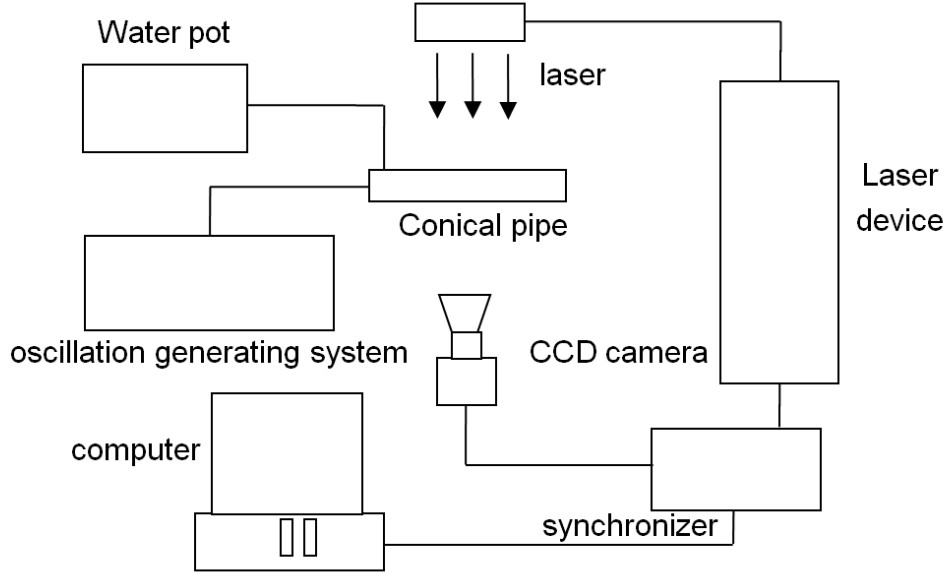 Water pot
laser
Laser
device
Conical pipe
oscillation generating system
CCD camera
computer
synchronizer